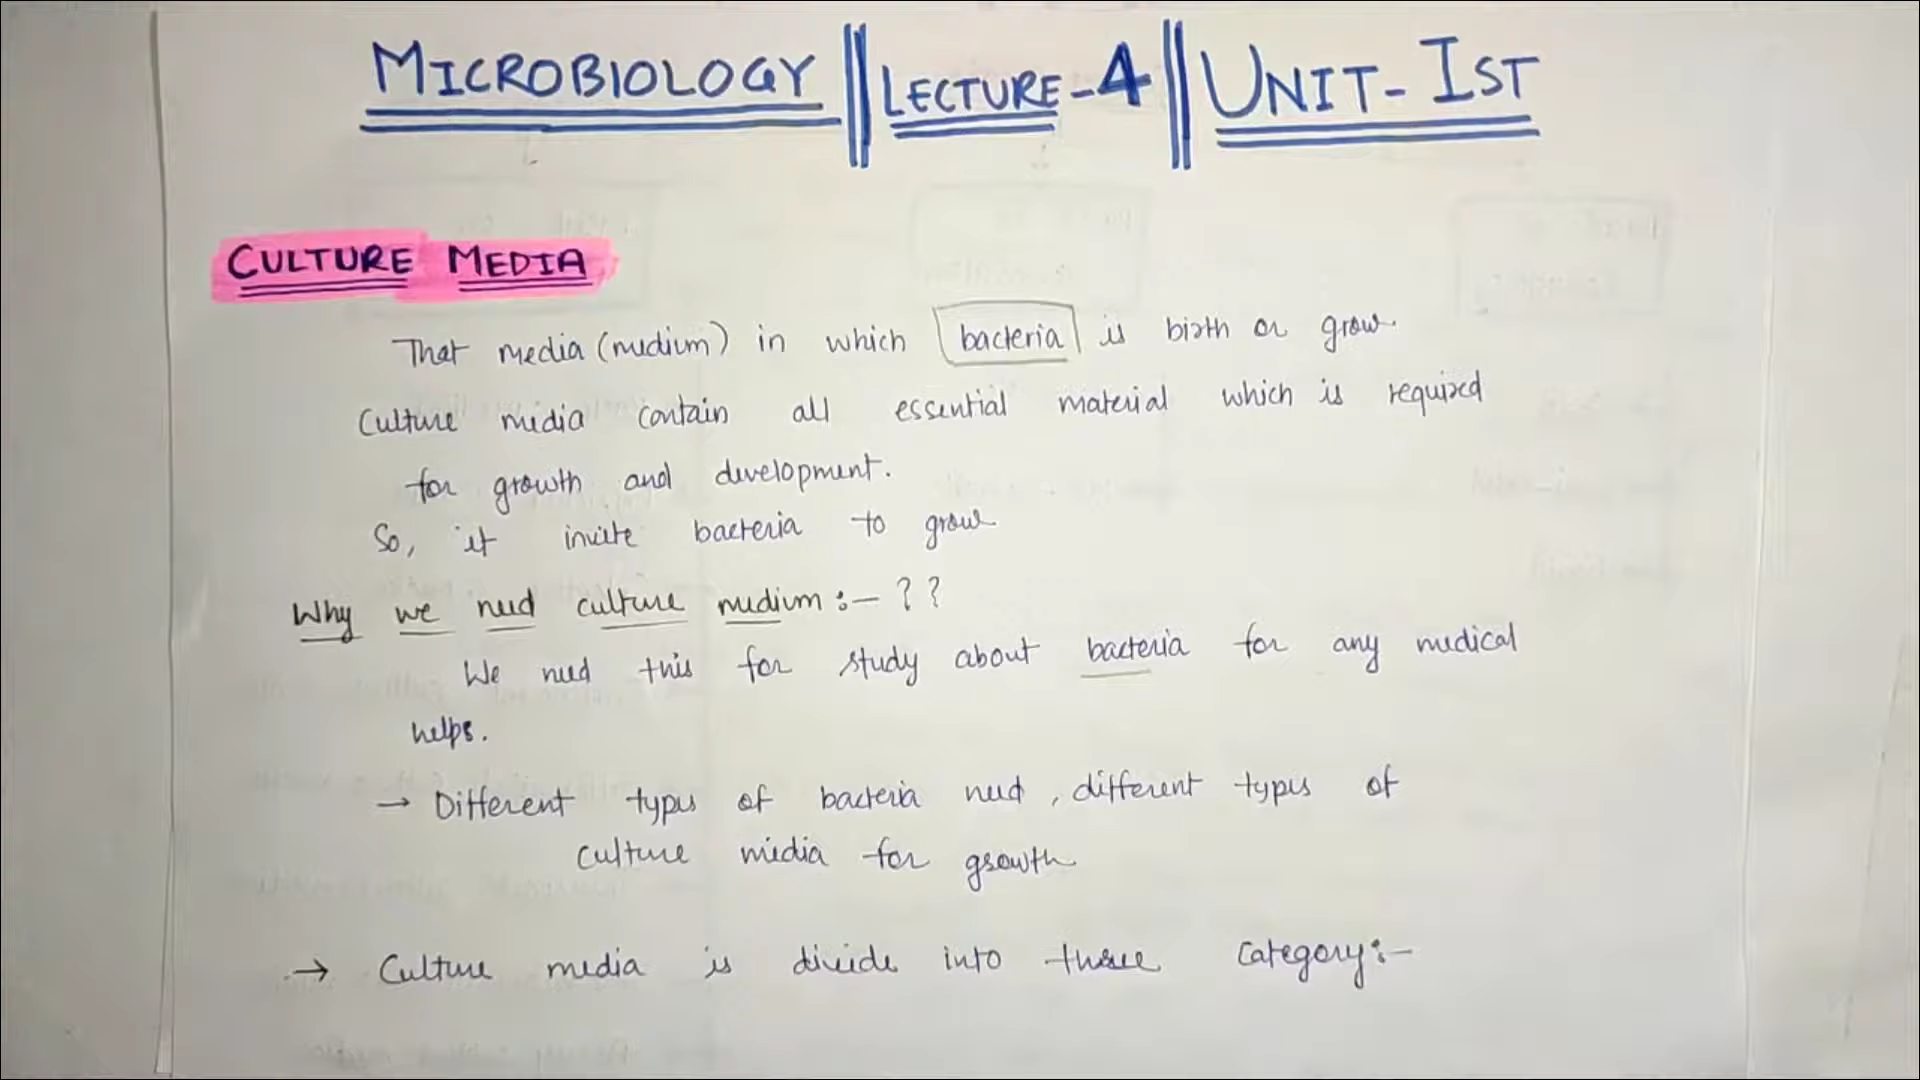 MICROBIOLOGY || LECTURE-4 || UNIT-IST
CULTURE MEDIA
That media (medium) in which bacteria is birth or grow.
Culture media contain all essential material which is required
for growth and development.
So, it invite bacteria to grow
Why we need culture medium :- ??
We need this for study about bacteria for any medical
helps.
→ Different types of bacteria need, different types of
culture media for growth
→ Culture media is divide into three category:-